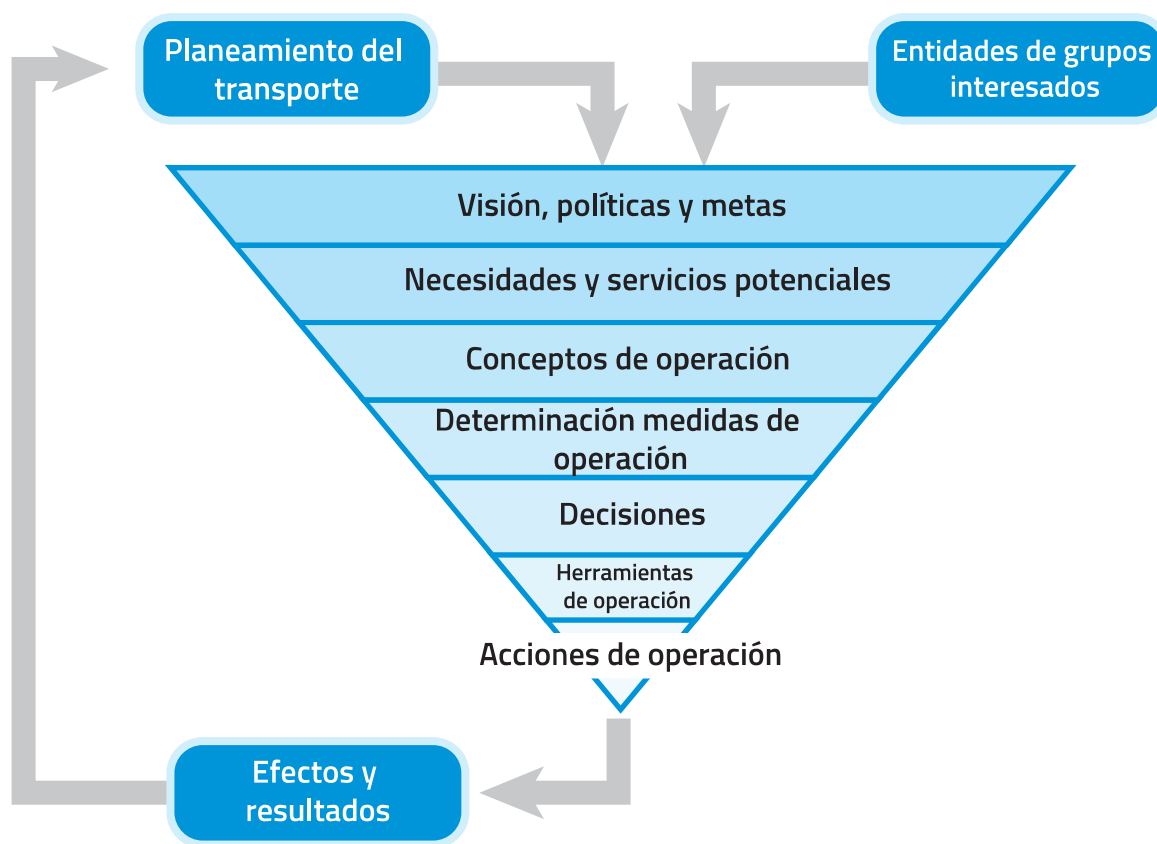 Planeamiento del
transporte
Entidades de grupos
interesados
Visión, políticas y metas
Necesidades y servicios potenciales
Conceptos de operación
Determinación medidas de
operación
Decisiones
Herramientas
de operación
Acciones de operación
Efectos y
resultados